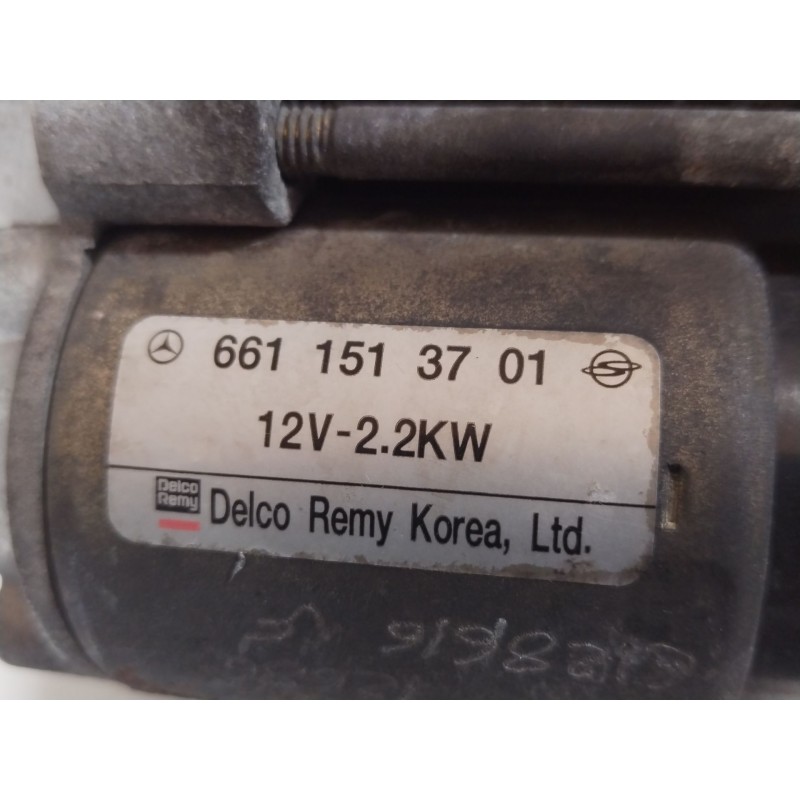 661 151 37 01
12V-2.2KW
Delco Remy
Delco Remy Korea, Ltd.